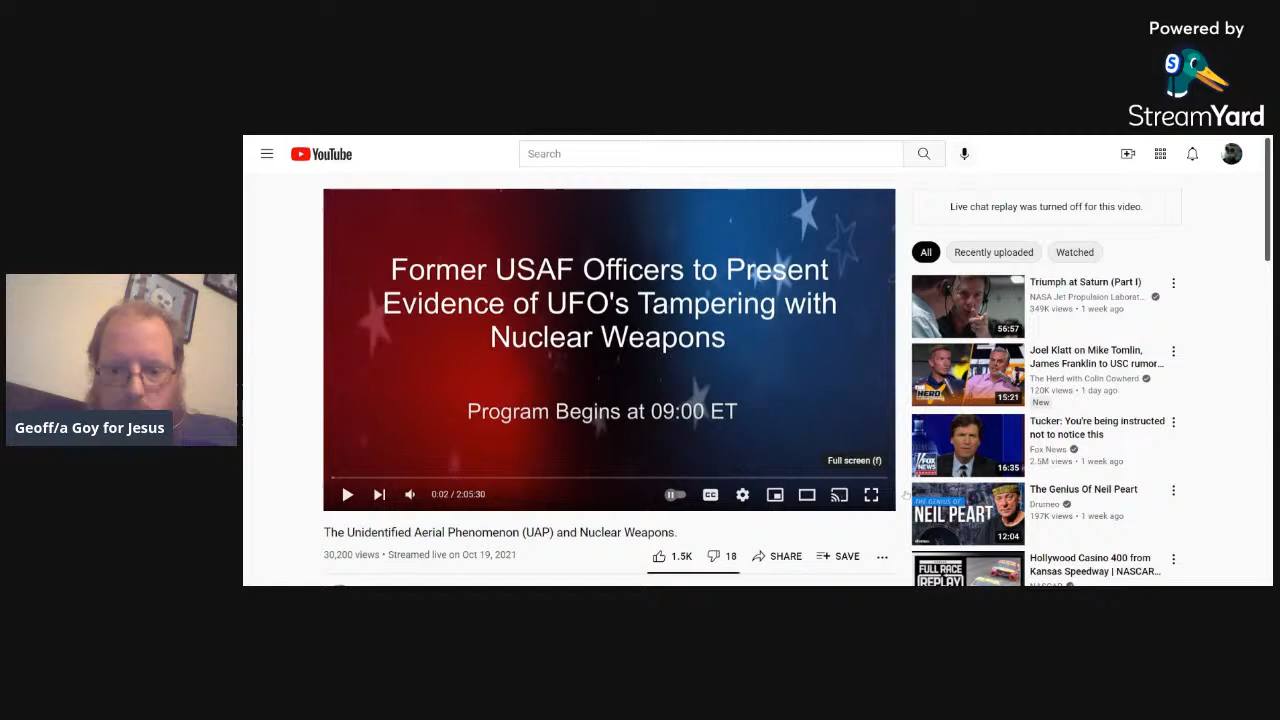 Powered by
StreamYard
YouTube
Search
Former USAF Officers to Present
Evidence of UFO's Tampering with
Nuclear Weapons
Program Begins at 09:00 ET
Full screen (f)
0:02 / 2:05:30
CC
The Unidentified Aerial Phenomenon (UAP) and Nuclear Weapons.
30,200 views • Streamed live on Oct 19, 2021
1.5K
18
SHARE
SAVE
Geoff/a Goy for Jesus
Live chat replay was turned off for this video.
All
Recently uploaded
Watched
Triumph at Saturn (Part I)
NASA Jet Propulsion Laborat...
349K views • 1 week ago
56:57
Joel Klatt on Mike Tomlin,
James Franklin to USC rumor...
The Herd with Colin Cowherd
120K views • 1 day ago
New
THE HERD
15:21
Tucker: You're being instructed
not to notice this
Fox News
2.5M views • 1 week ago
FOX NEWS
16:35
The Genius Of Neil Peart
Drumeo
197K views • 1 week ago
THE GENIUS OF
NEIL PEART
12:04
Hollywood Casino 400 from
Kansas Speedway | NASCAR...
NASCAR
FULL RACE
REPLAY